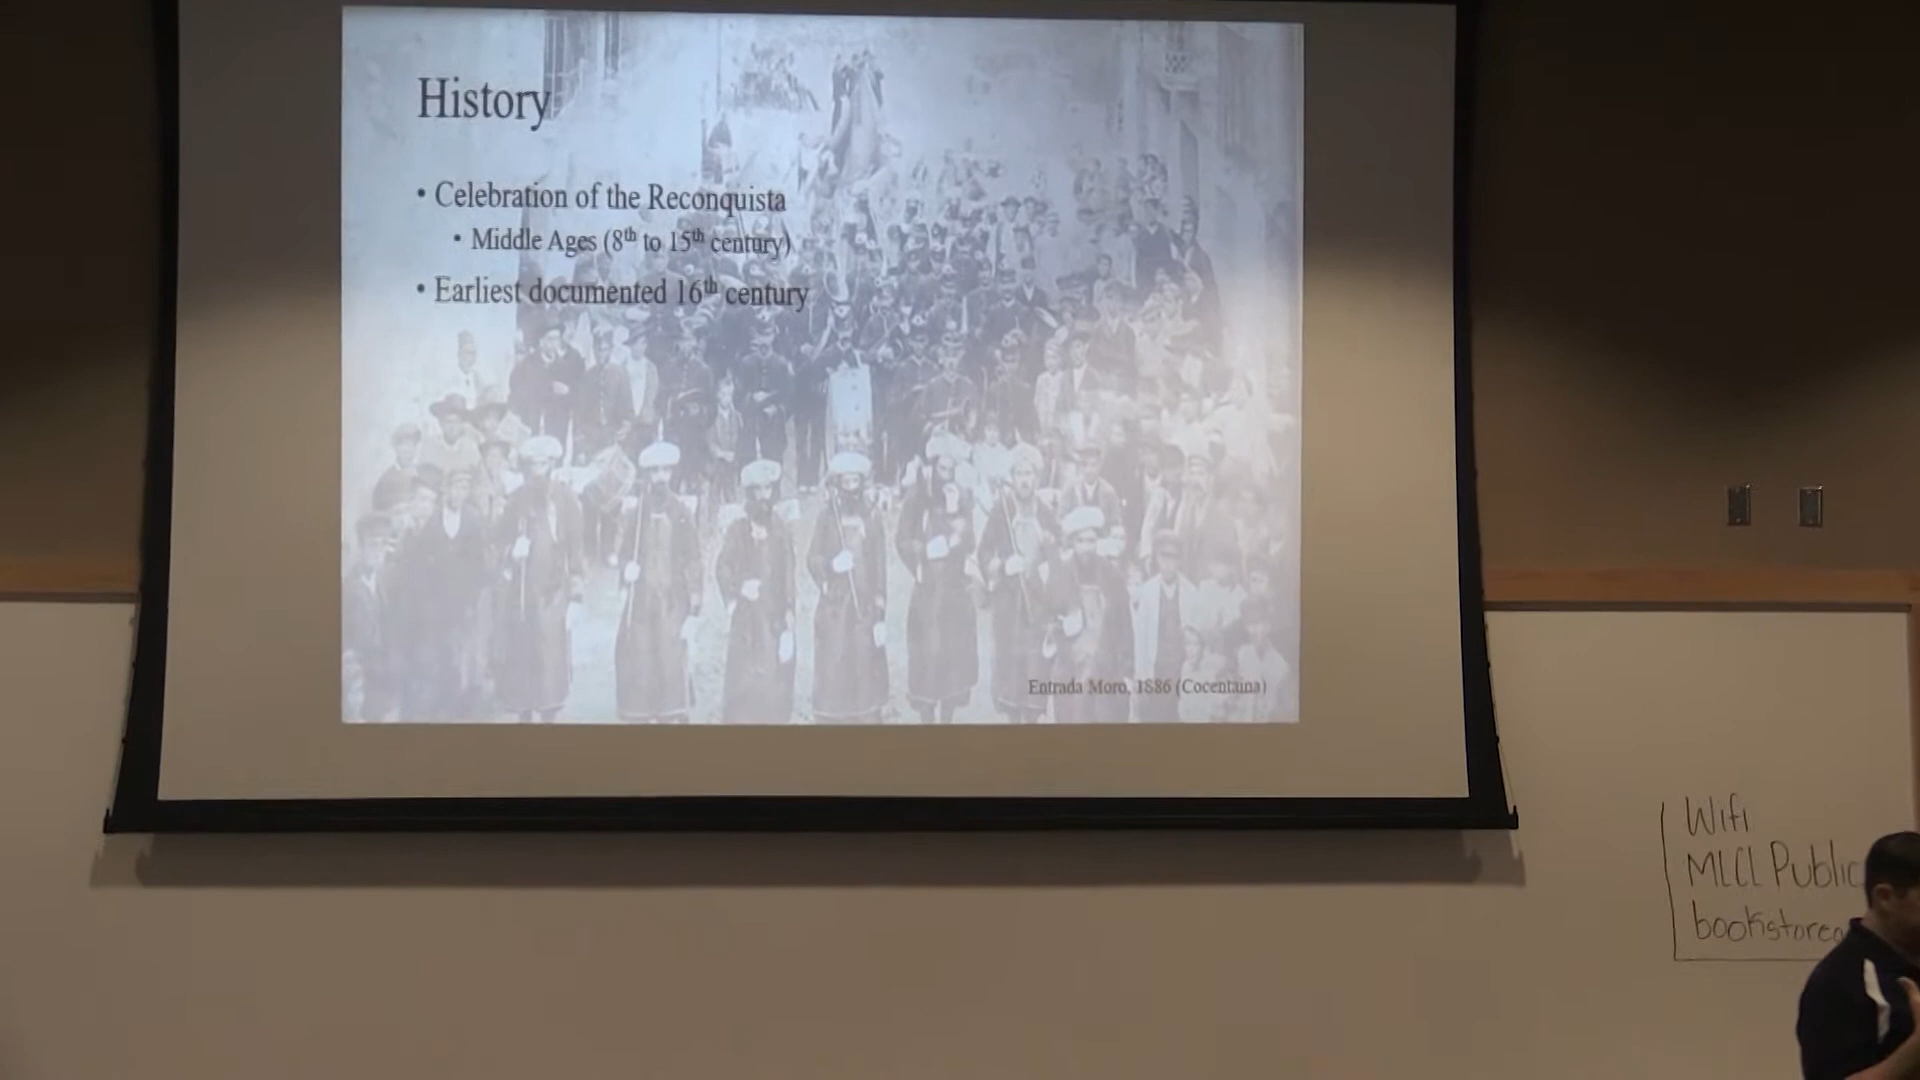 History
• Celebration of the Reconquista
• Middle Ages (8th to 15th century)
• Earliest documented 16th century
Entrada Moro, 1886 (Cocentaina)
Wifi
MLCL Public